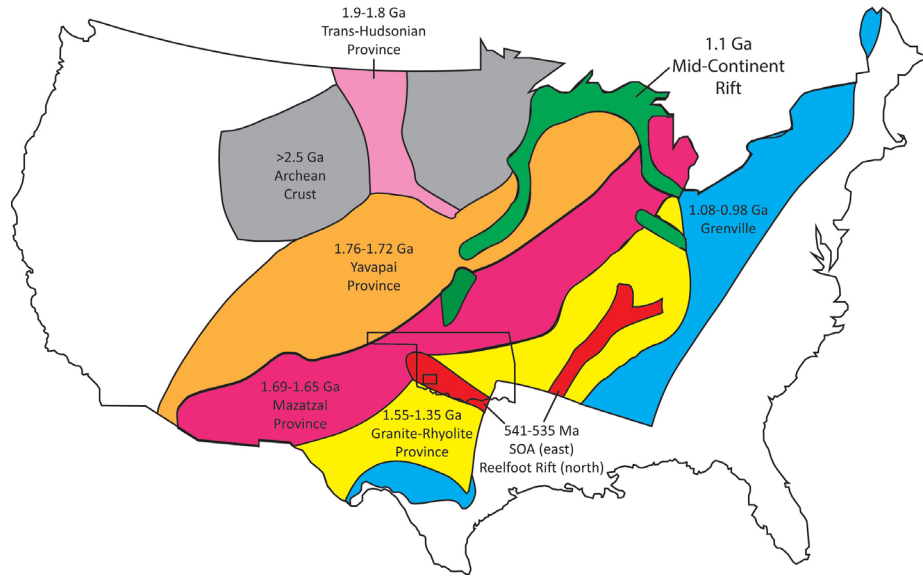 1.9-1.8 Ga
Trans-Hudsonian
Province
1.1 Ga
Mid-Continent
Rift
>2.5 Ga
Archean
Crust
1.08-0.98 Ga
Grenville
1.76-1.72 Ga
Yavapai
Province
1.69-1.65 Ga
Mazatzal
Province
1.55-1.35 Ga
Granite-Rhyolite
Province
541-535 Ma
SOA (east)
Reelfoot Rift (north)